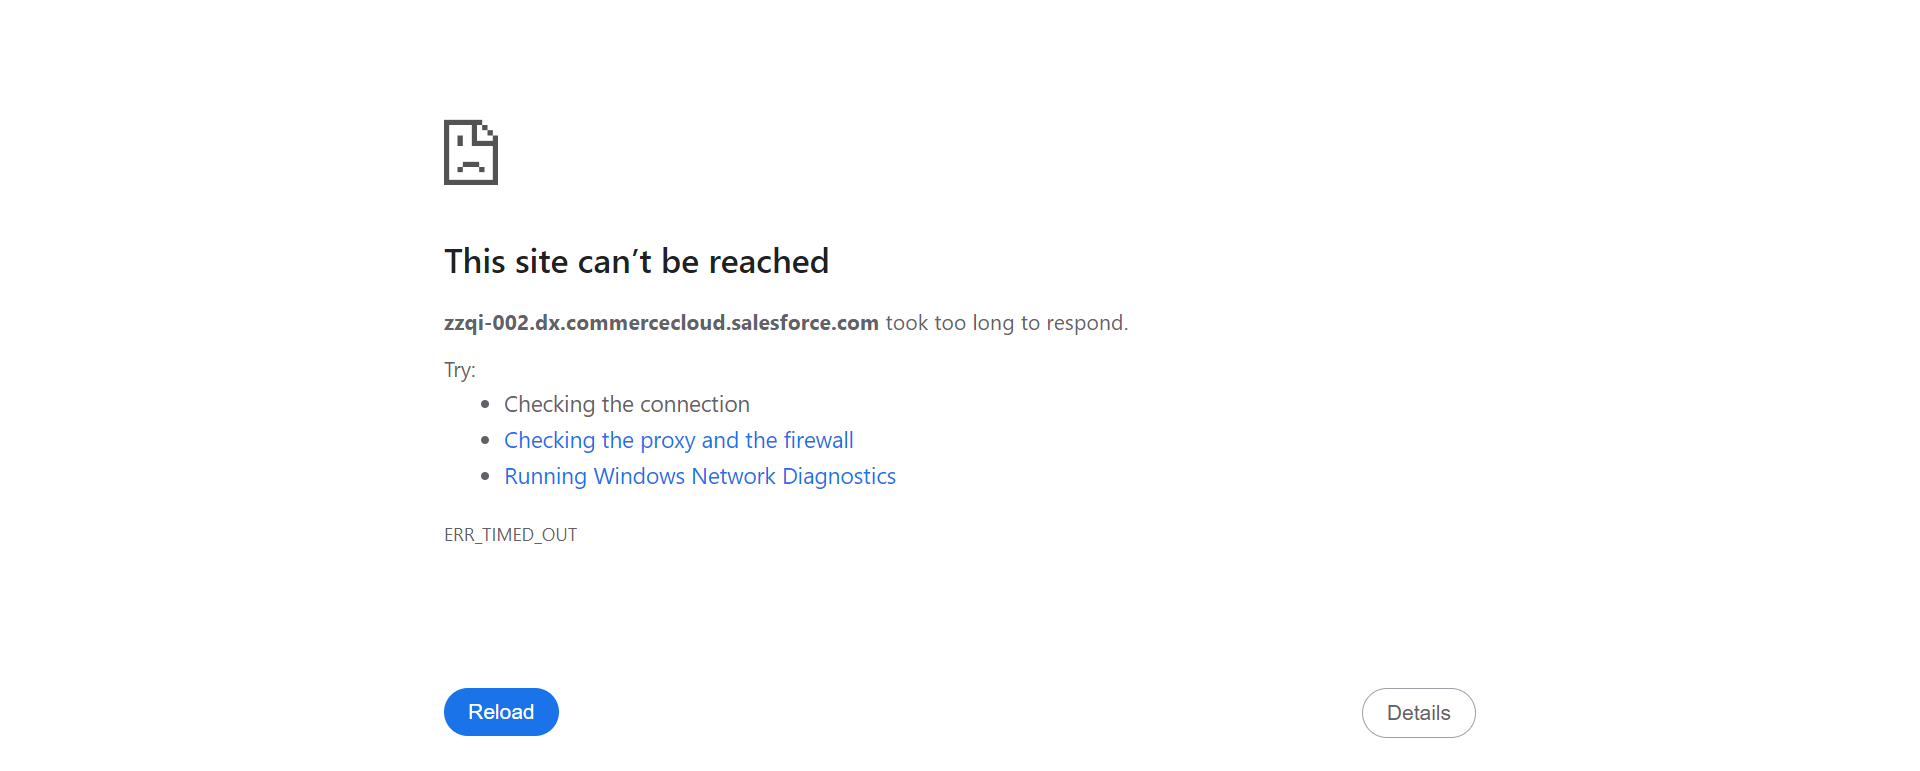 This site can’t be reached
zzqi-002.dx.commercecloud.salesforce.com took too long to respond.
Try:
• Checking the connection
• Checking the proxy and the firewall
• Running Windows Network Diagnostics
ERR_TIMED_OUT
Reload
Details